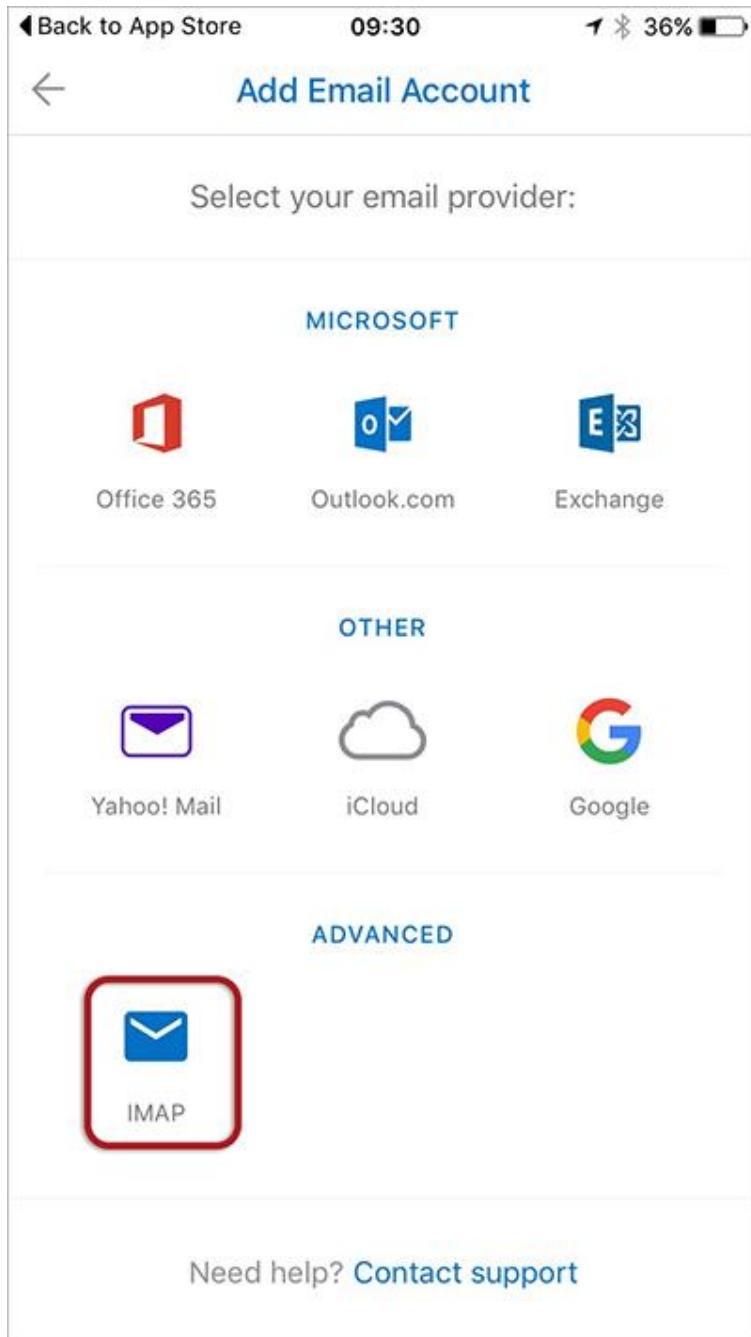 Back to App Store 09:30 36%
Add Email Account
Select your email provider:
MICROSOFT
O E
Office 365 Outlook.com Exchange
OTHER
Yahoo! Mail iCloud Google
ADVANCED
IMAP
Need help? Contact support